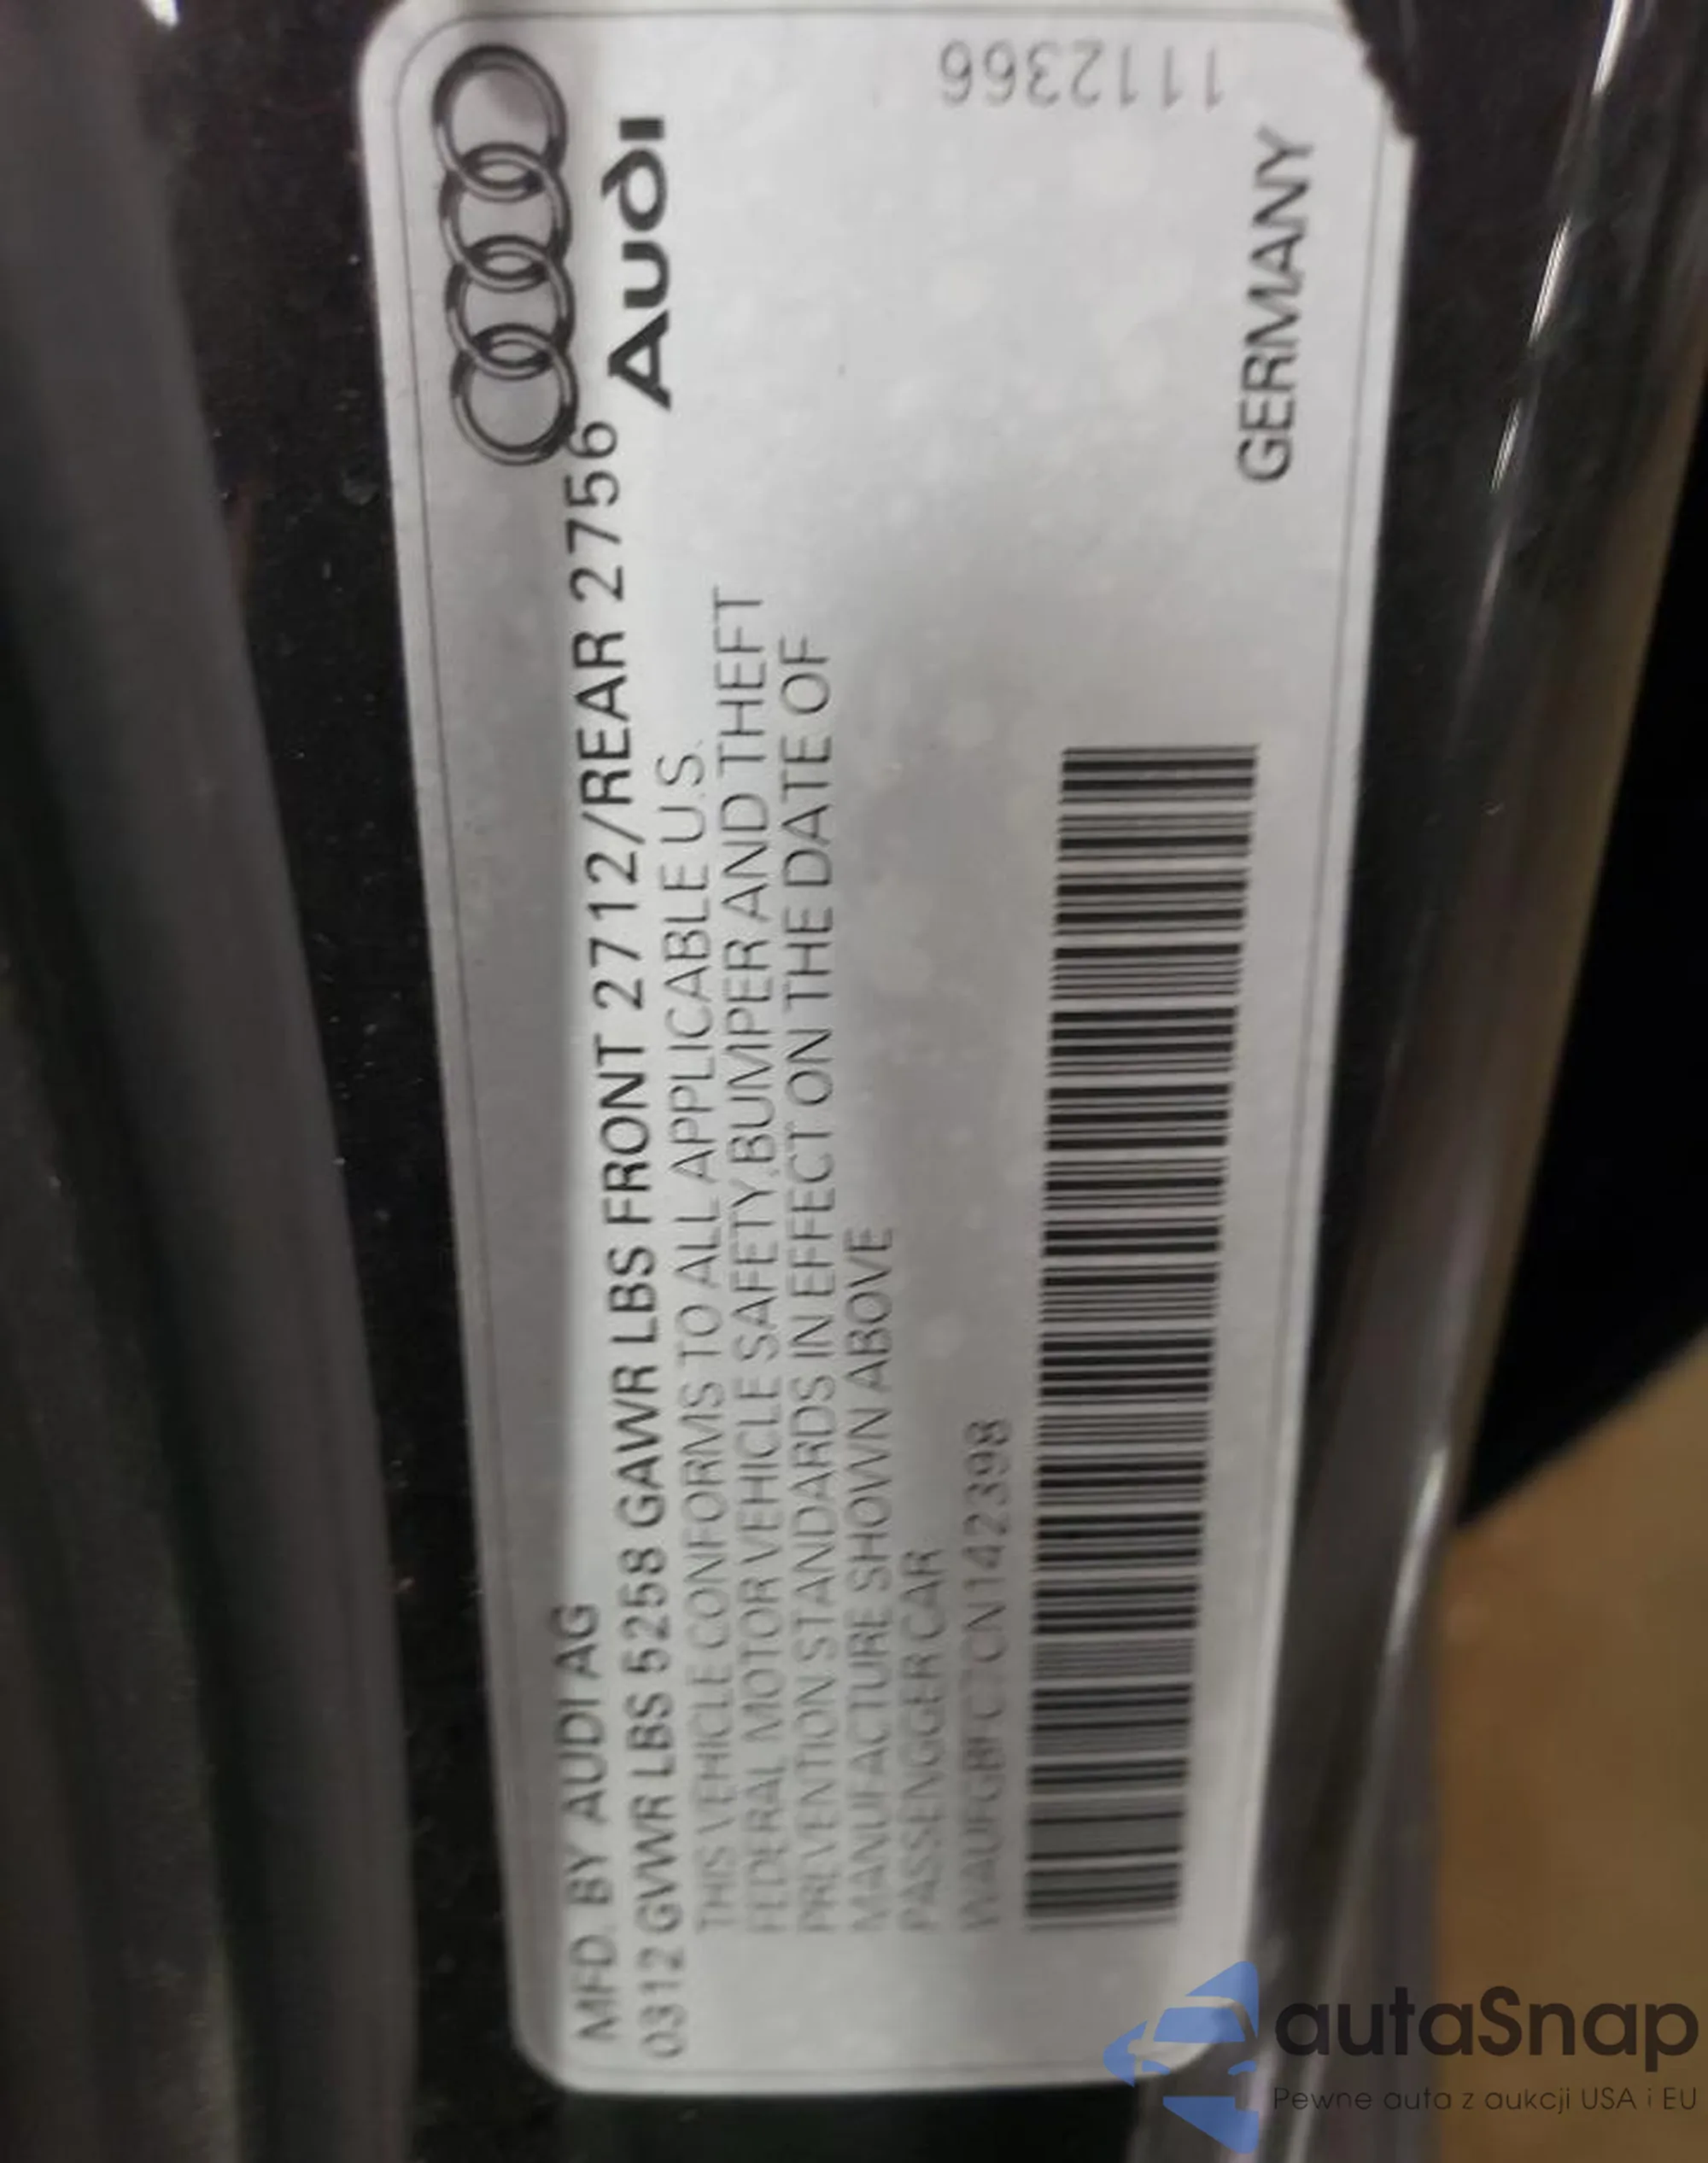 MFD. BY AUDI AG
0312 GVWR LBS 5258 GAWR LBS FRONT 2712/REAR 2756
Audi
THIS VEHICLE CONFORMS TO ALL APPLICABLE U.S.
FEDERAL MOTOR VEHICLE SAFETY,BUMPER AND THEFT
PREVENTION STANDARDS IN EFFECT ON THE DATE OF
MANUFACTURE SHOWN ABOVE
PASSENGER CAR
GERMANY
1112366
autaSnap
Pewne auta z aukcji USA i EU